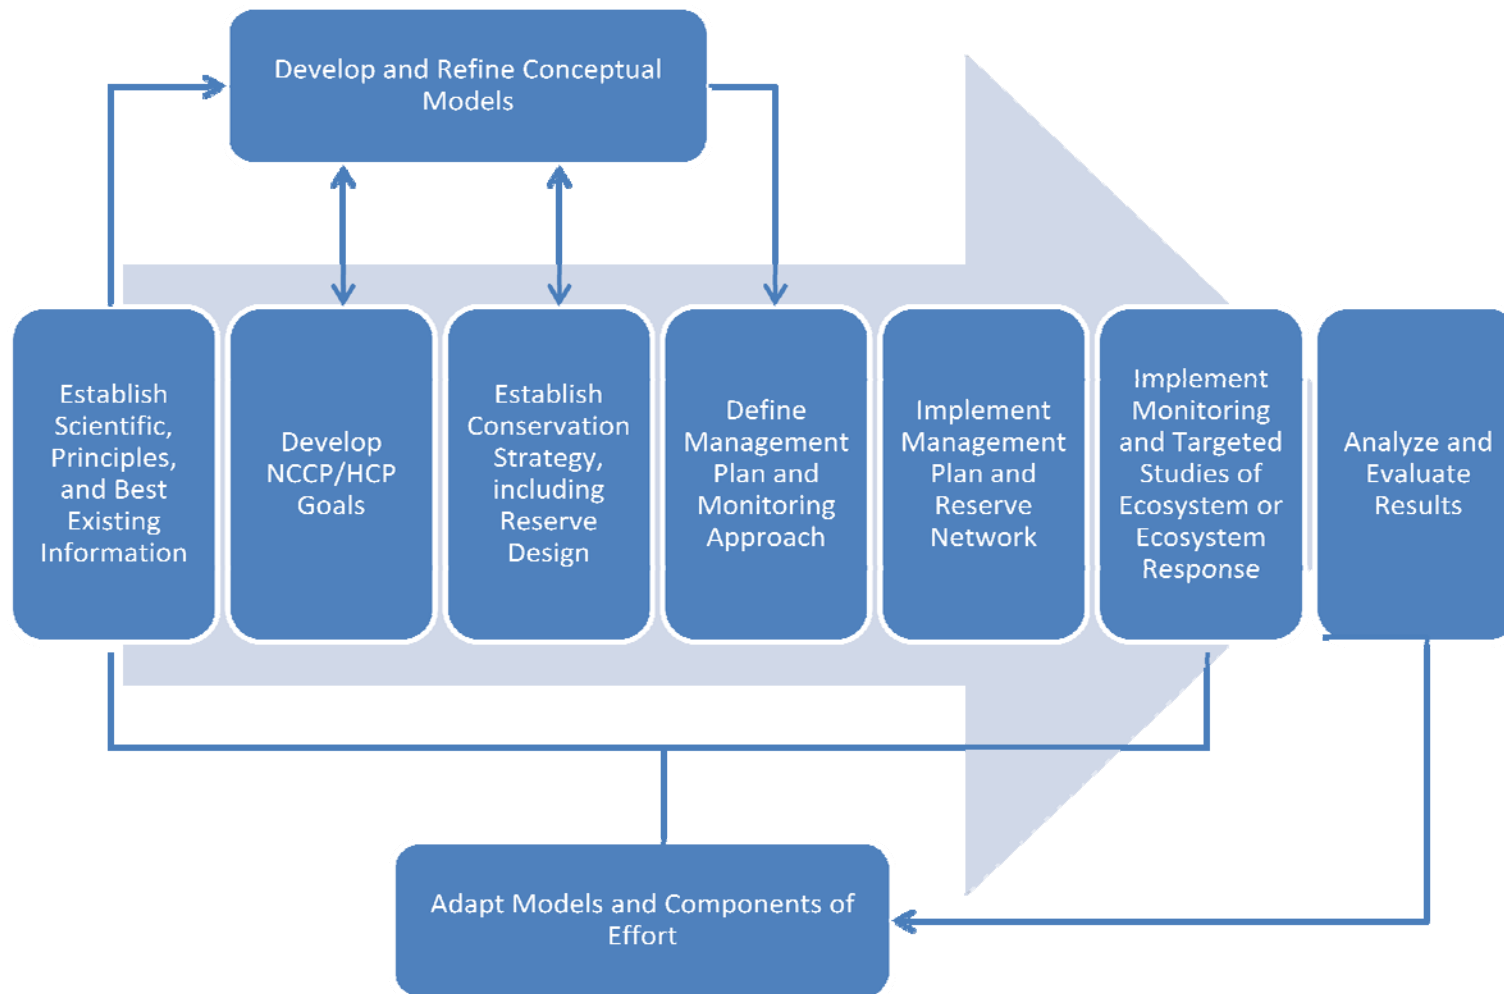 Develop and Refine Conceptual
Models
Establish
Scientific,
Principles,
and Best
Existing
Information
Develop
NCCP/HCP
Goals
Establish
Conservation
Strategy,
including
Reserve
Design
Define
Management
Plan and
Monitoring
Approach
Implement
Management
Plan and
Reserve
Network
Implement
Monitoring
and Targeted
Studies of
Ecosystem or
Ecosystem
Response
Analyze and
Evaluate
Results
Adapt Models and Components of
Effort